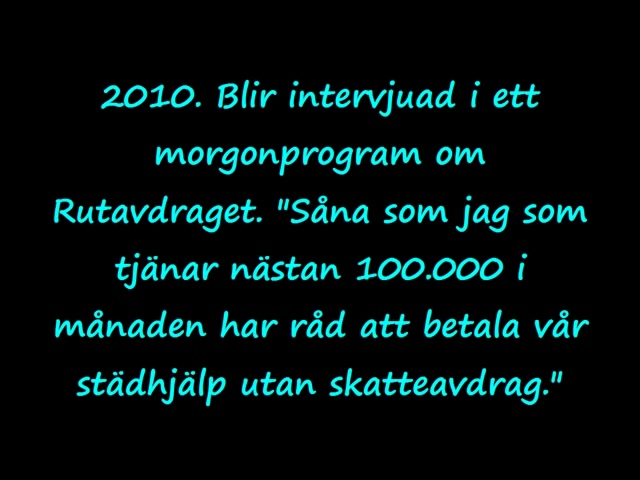 2010. Blir intervjuad i ett
morgonprogram om
Rutavdraget. "Såna som jag som
tjänar nästan 100.000 i
månaden har råd att betala vår
städhjälp utan skatteavdrag."